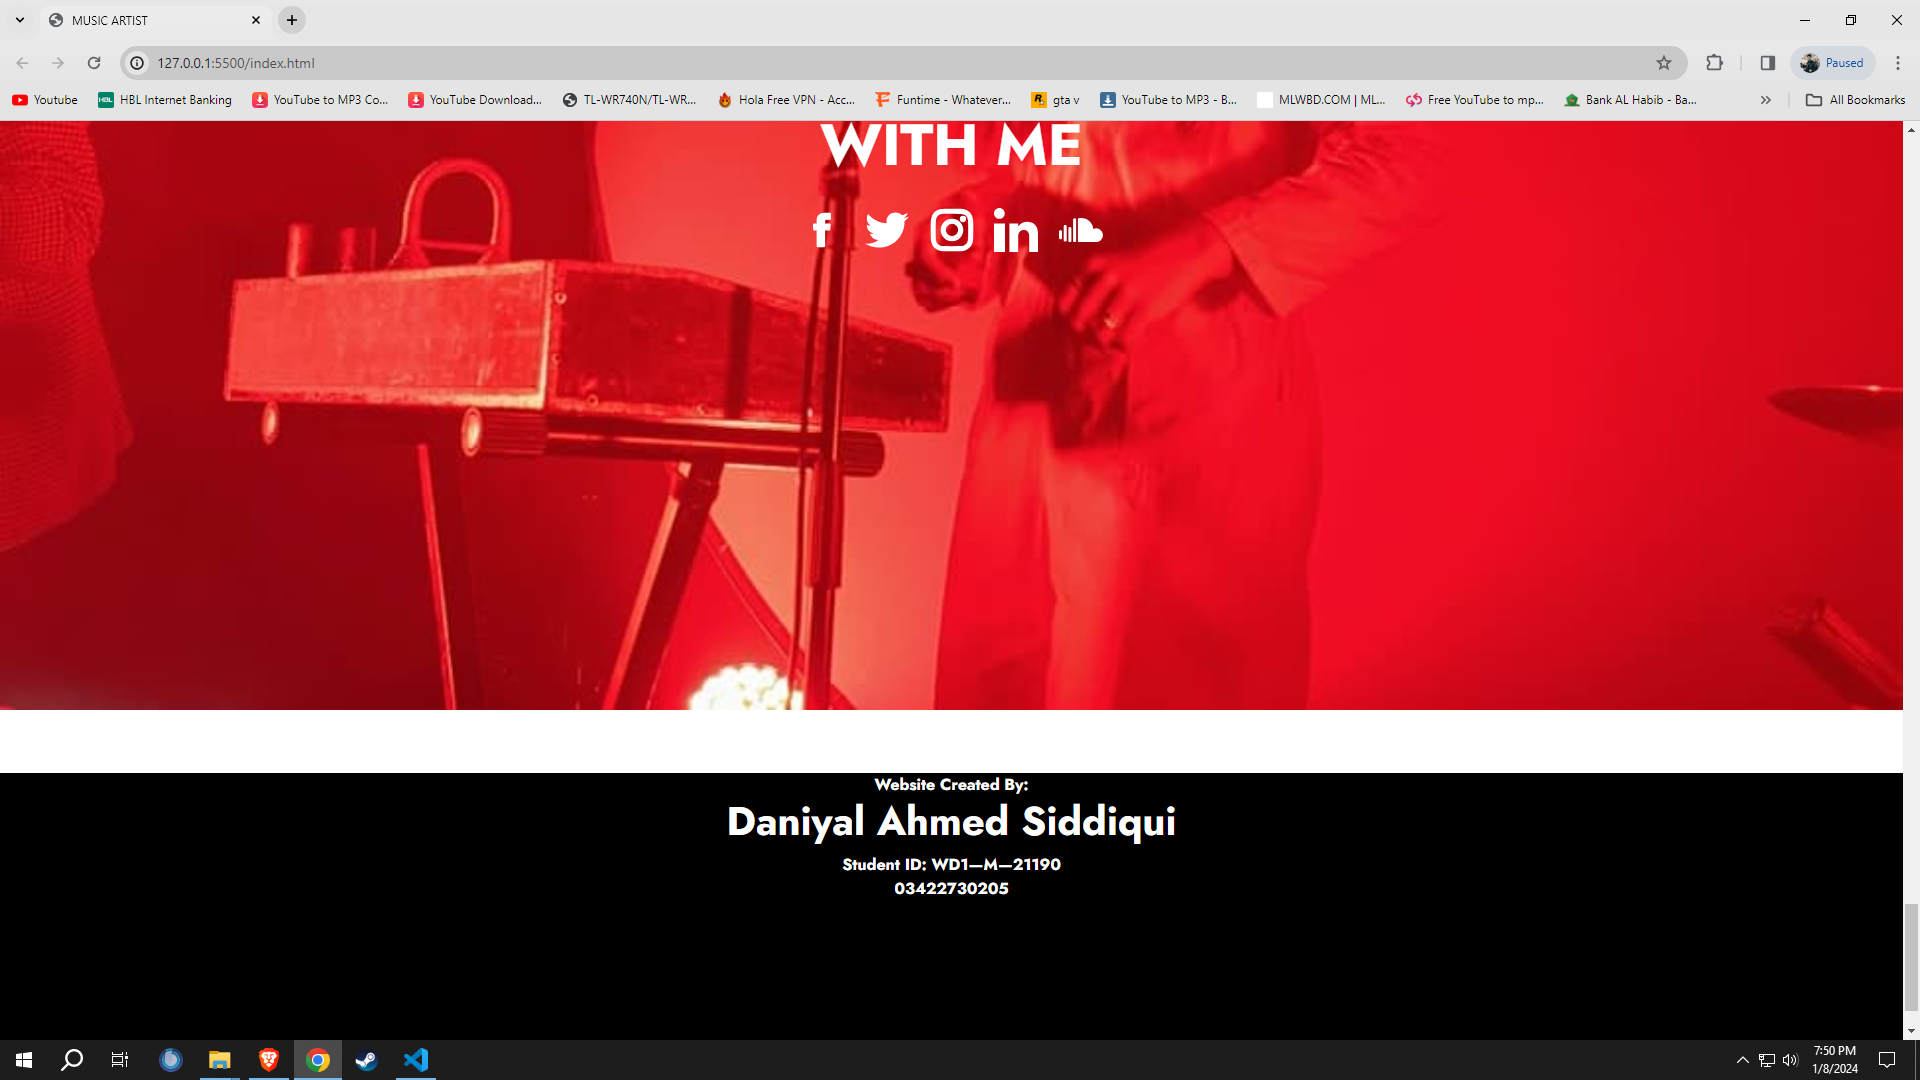 MUSIC ARTIST
127.0.0.1:5500/index.html
Paused
Youtube
HBL Internet Banking
YouTube to MP3 Co...
YouTube Download...
TL-WR740N/TL-WR...
Hola Free VPN - Acc...
Funtime - Whatever...
gta v
YouTube to MP3 - B...
MLWBD.COM | ML...
Free YouTube to mp...
Bank AL Habib - Ba...
All Bookmarks
WITH ME
Website Created By:
Daniyal Ahmed Siddiqui
Student ID: WD1—M—21190
03422730205
7:50 PM
1/8/2024